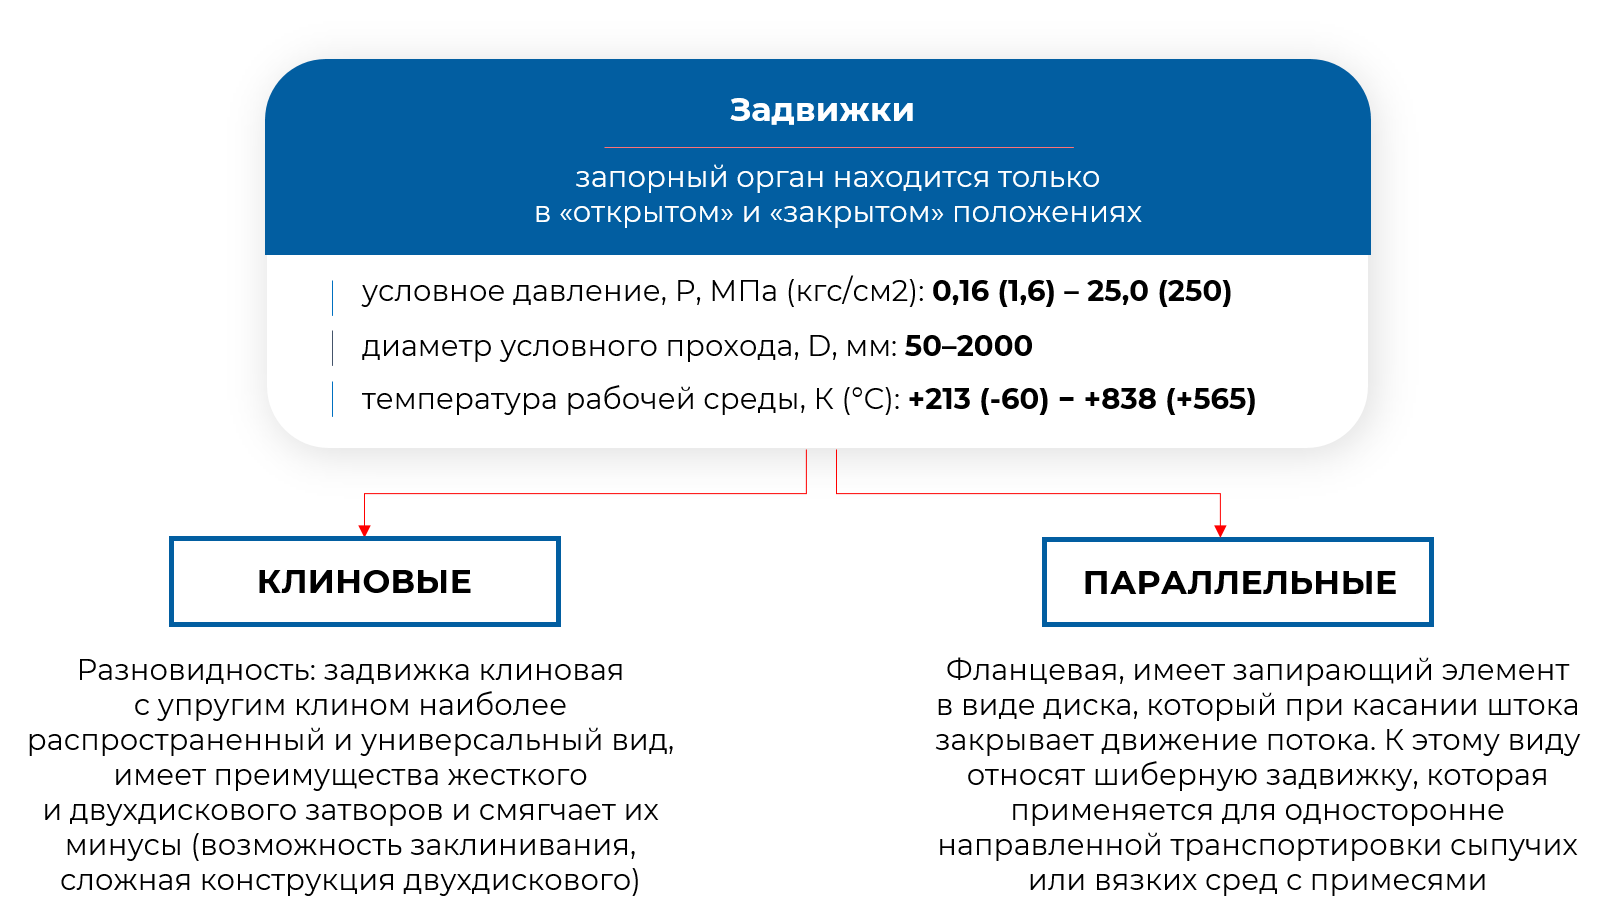 Задвижки
запорный орган находится только
в «открытом» и «закрытом» положениях
условное давление, Р, МПа (кгс/см2): 0,16 (1,6) – 25,0 (250)
диаметр условного прохода, D, мм: 50–2000
температура рабочей среды, К (°С): +213 (-60) – +838 (+565)
КЛИНОВЫЕ
Разновидность: задвижка клиновая
с упругим клином наиболее
распространенный и универсальный вид,
имеет преимущества жесткого
и двухдискового затворов и смягчает их
минусы (возможность заклинивания,
сложная конструкция двухдискового)
ПАРАЛЛЕЛЬНЫЕ
Фланцевая, имеет запирающий элемент
в виде диска, который при касании штока
закрывает движение потока. К этому виду
относят шиберную задвижку, которая
применяется для односторонне
направленной транспортировки сыпучих
или вязких сред с примесями